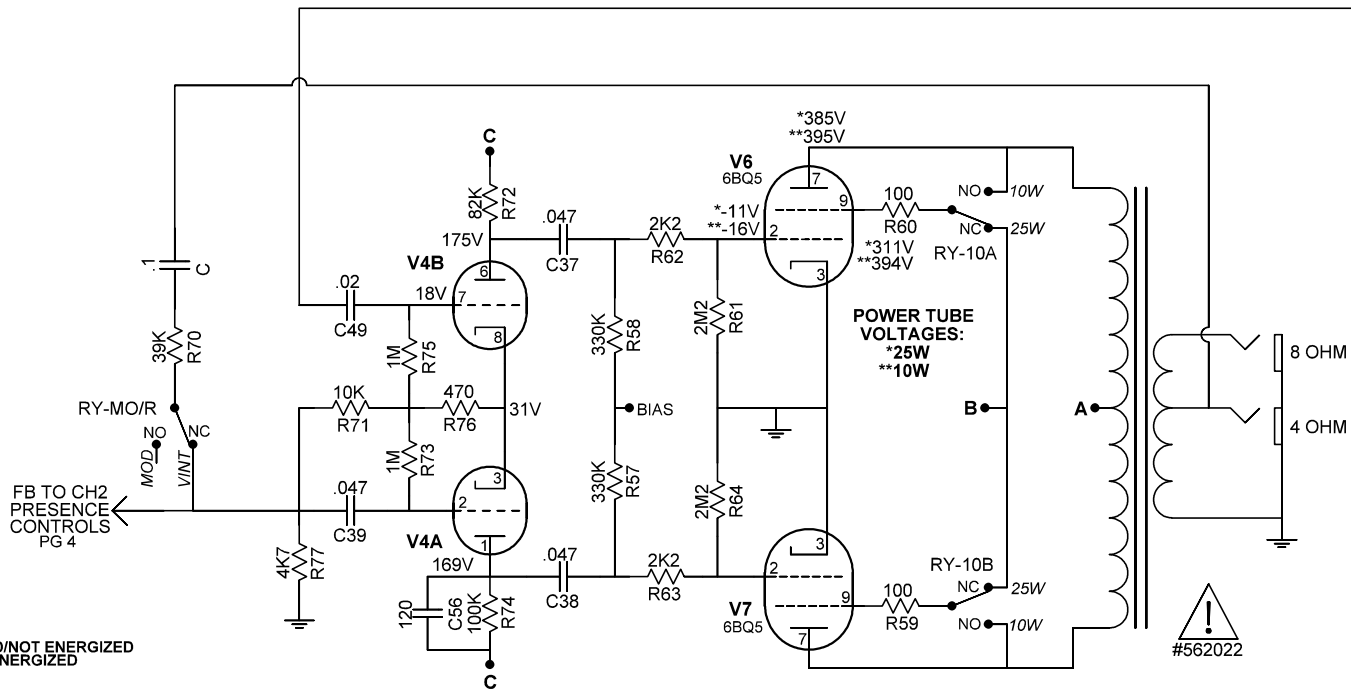 C
82K
R72
175V
V4B
6
7
8
18V
.02
C49
.1
C
39K
R70
RY-MO/R
NO
NC
MOD
VINT
FB TO CH2
PRESENCE
CONTROLS
PG 4
10K
R71
470
R76
31V
1M
R75
1M
R73
.047
C39
4K7
R77
V4A
3
2
1
169V
120
C56
100K
R74
C
.047
C37
2K2
R62
330K
R58
BIAS
330K
R57
.047
C38
2K2
R63
2M2
R61
2M2
R64
*385V
**395V
V6
6BQ5
7
9
2
3
*-11V
**-16V
100
R60
*311V
**394V
NO
10W
NC
25W
RY-10A
POWER TUBE
VOLTAGES:
*25W
**10W
B
A
8 OHM
4 OHM
V7
6BQ5
3
2
9
7
100
R59
RY-10B
NC
25W
NO
10W
!
#562022
D/NOT ENERGIZED
NERGIZED